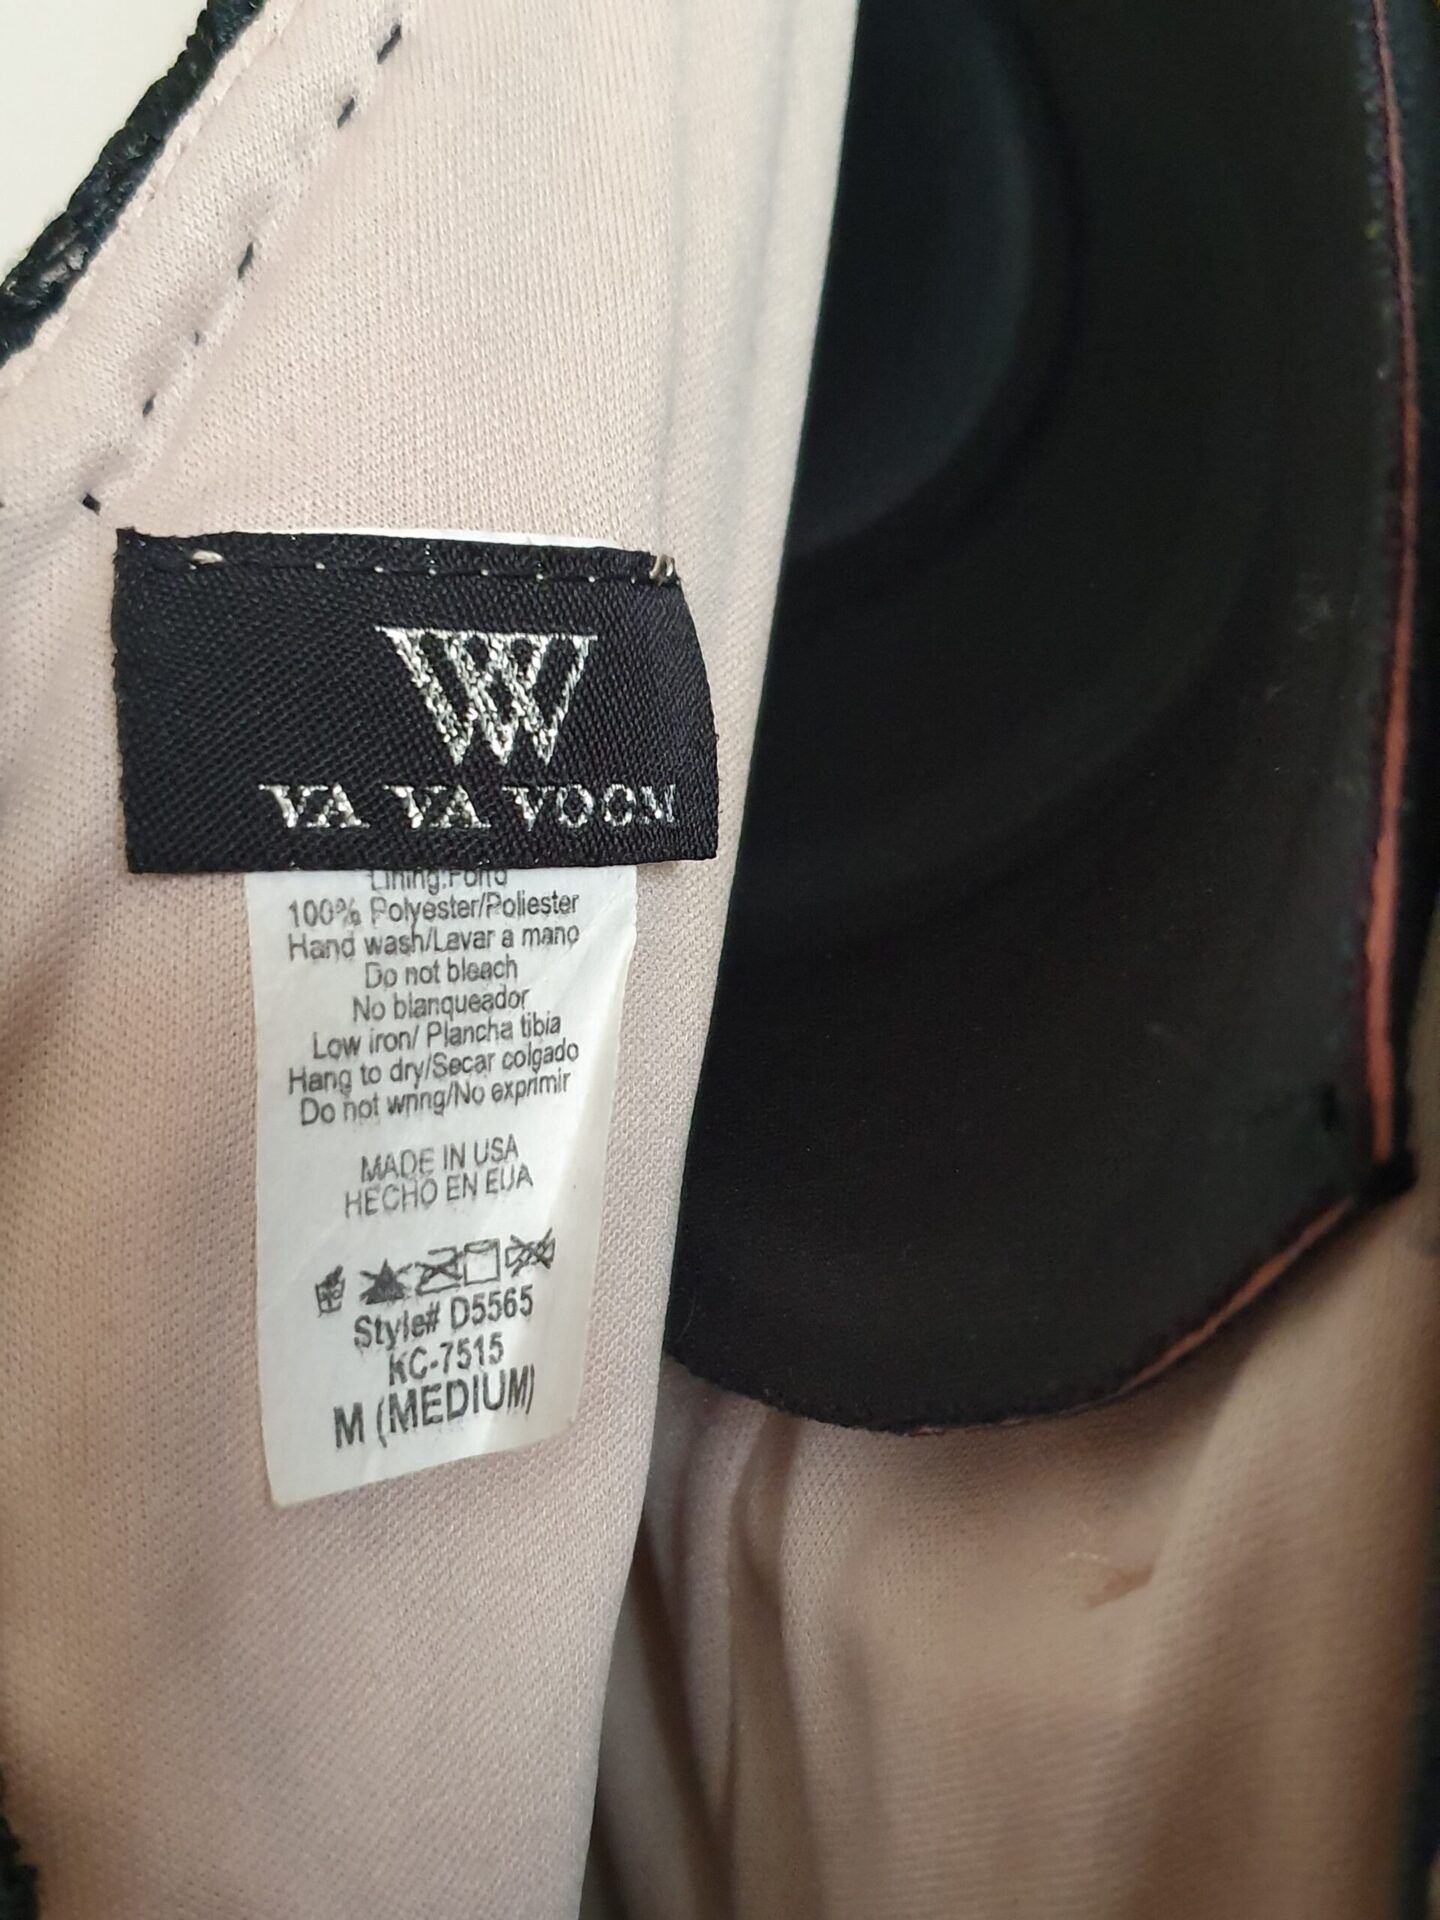 VA VA VOOM
Lining:Forro
100% Polyester/Poliester
Hand wash/Lavar a mano
Do not bleach
No blanqueador
Low iron/ Plancha tibia
Hang to dry/Secar colgado
Do not wring/No exprimir
MADE IN USA
HECHO EN EUA
Style# D5565
KC-7515
M (MEDIUM)